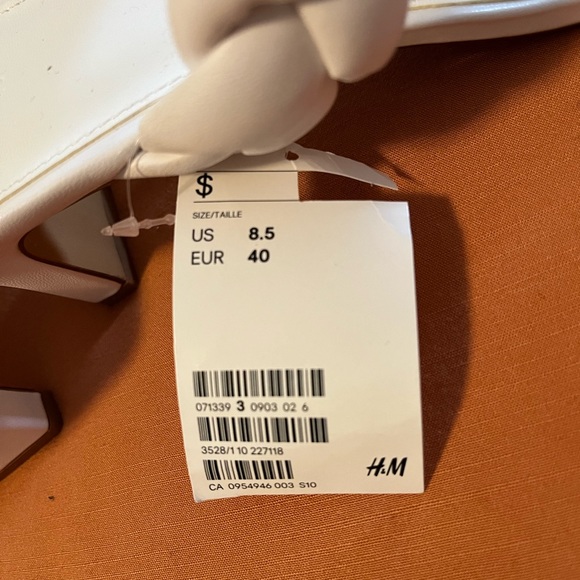 $
SIZE/TAILLE
US 8.5
EUR 40
071339 3 0903 02 6
3528/1 10 227118
H&M
CA 0954946 003 S10